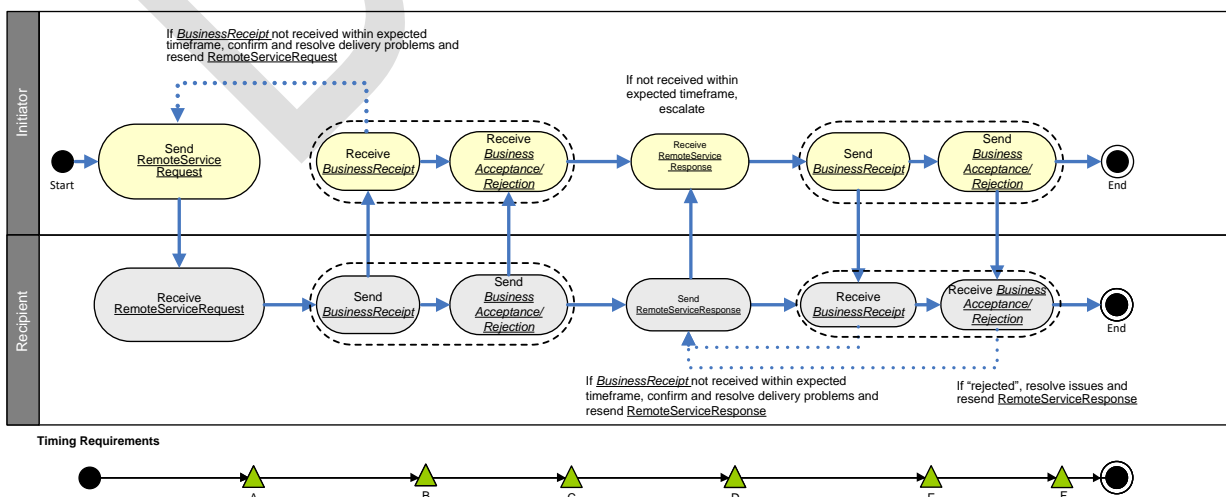 If BusinessReceipt not received within expected
timeframe, confirm and resolve delivery problems and
resend RemoteServiceRequest
If not received within
expected timeframe,
escalate
Initiator
Start
Send
RemoteService
Request
Receive
BusinessReceipt
Receive
Business
Acceptance/
Rejection
Receive
RemoteService
Response
Send
BusinessReceipt
Send
Business
Acceptance/
Rejection
End
Recipient
Receive
RemoteServiceRequest
Send
BusinessReceipt
Send
Business
Acceptance/
Rejection
Send
RemoteServiceResponse
Receive
BusinessReceipt
Receive Business
Acceptance/
Rejection
End
If BusinessReceipt not received within expected
timeframe, confirm and resolve delivery problems and
resend RemoteServiceResponse
If “rejected”, resolve issues and
resend RemoteServiceResponse
Timing Requirements
A
B
C
D